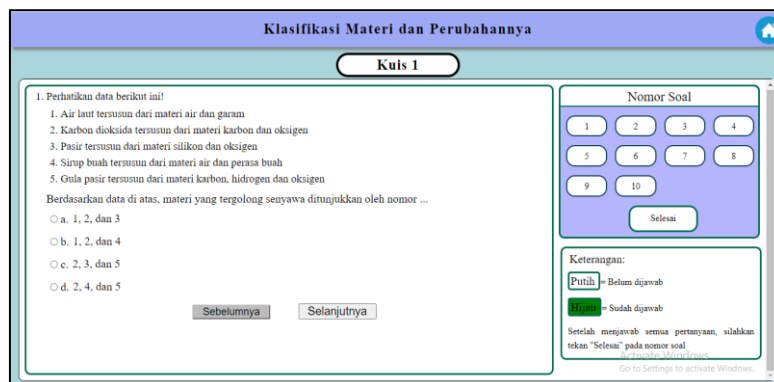 Klasifikasi Materi dan Perubahannya
Kuis 1
1. Perhatikan data berikut ini!
1. Air laut tersusun dari materi air dan garam
2. Karbon dioksida tersusun dari materi karbon dan oksigen
3. Pasir tersusun dari materi silikon dan oksigen
4. Sirup buah tersusun dari materi air dan perasa buah
5. Gula pasir tersusun dari materi karbon, hidrogen dan oksigen
Berdasarkan data di atas, materi yang tergolong senyawa ditunjukkan oleh nomor ...
a. 1, 2, dan 3
b. 1, 2, dan 4
c. 2, 3, dan 5
d. 2, 4, dan 5
Sebelumnya Selanjutnya
Nomor Soal
1 2 3 4
5 6 7 8
9 10
Selesai
Keterangan:
Putih = Belum dijawab
Hijau = Sudah dijawab
Setelah menjawab semua pertanyaan, silahkan
tekan "Selesai" pada nomor soal
Activate Windows
Go to Settings to activate Windows.